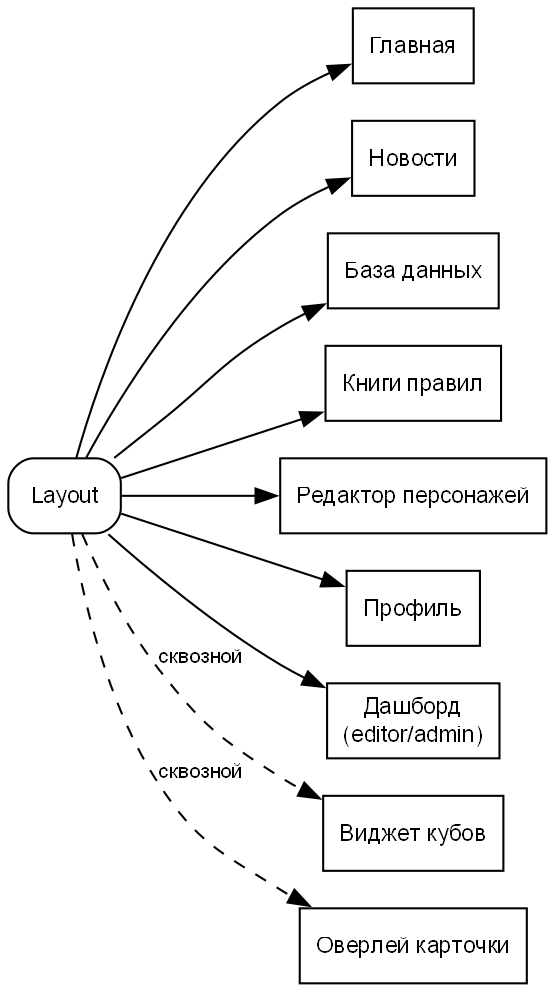 Главная
Новости
База данных
Книги правил
Layout
Редактор персонажей
Профиль
сквозной
Дашборд
(editor/admin)
сквозной
Виджет кубов
Оверлей карточки